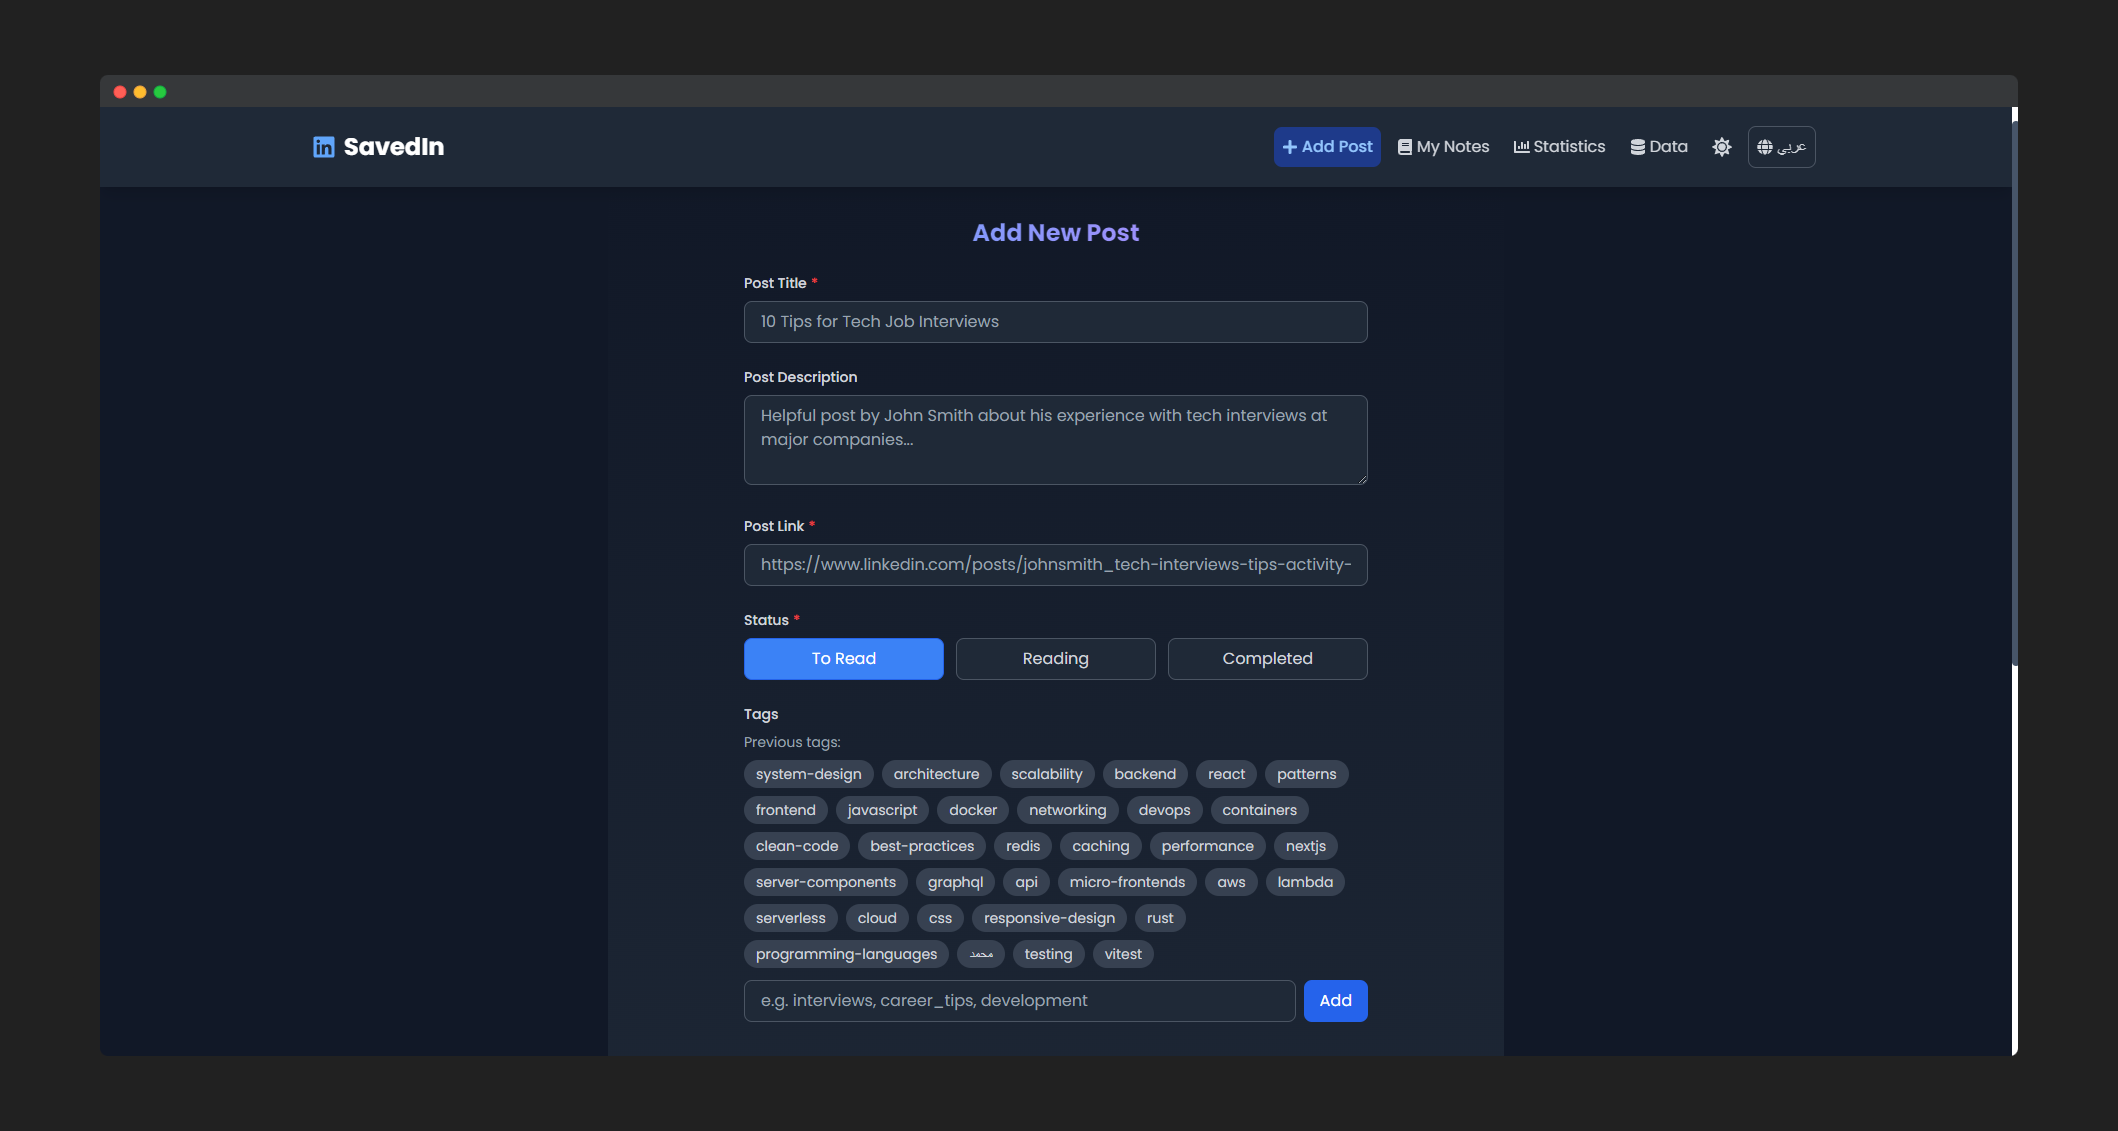 SavedIn
Add Post
My Notes
Statistics
Data
عربي
Add New Post
Post Title *
10 Tips for Tech Job Interviews
Post Description
Helpful post by John Smith about his experience with tech interviews at
major companies...
Post Link *
https://www.linkedin.com/posts/johnsmith_tech-interviews-tips-activity-
Status *
To Read
Reading
Completed
Tags
Previous tags:
system-design architecture scalability backend react patterns
frontend javascript docker networking devops containers
clean-code best-practices redis caching performance nextjs
server-components graphql api micro-frontends aws lambda
serverless cloud css responsive-design rust
programming-languages محمد testing vitest
e.g. interviews, career_tips, development
Add